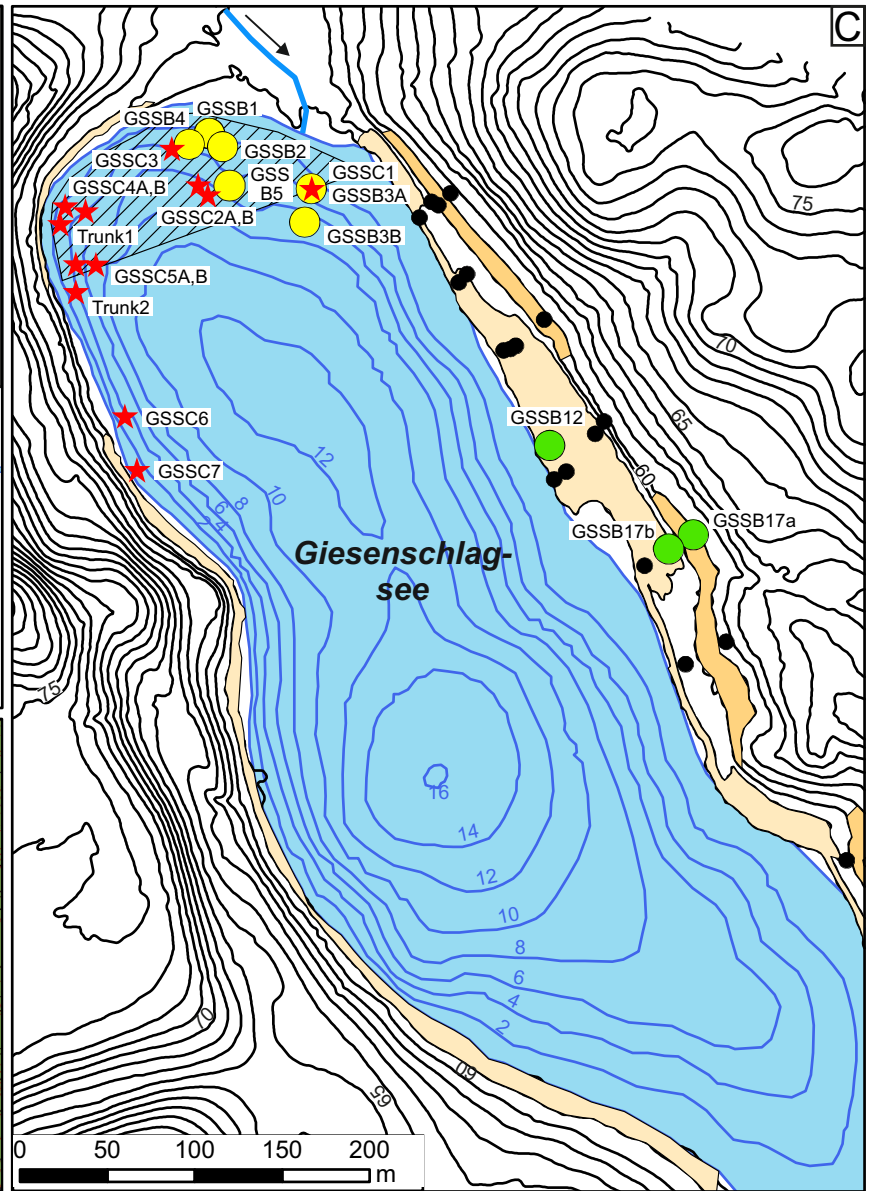 C
GSSB4
GSSB1
GSSC3
GSSB2
GSSC4A,B
GSS
B5
GSSC1
GSSB3A
GSSC2A,B
GSSB3B
Trunk1
GSSC5A,B
Trunk2
75
70
65
60
GSSC6
GSSC7
12
10
8
6
4
2
GSSB12
GSSB17b
GSSB17a
Giesenschlag-
see
75
16
14
12
10
8
6
4
2
70
65
60
0 50 100 150 200
m